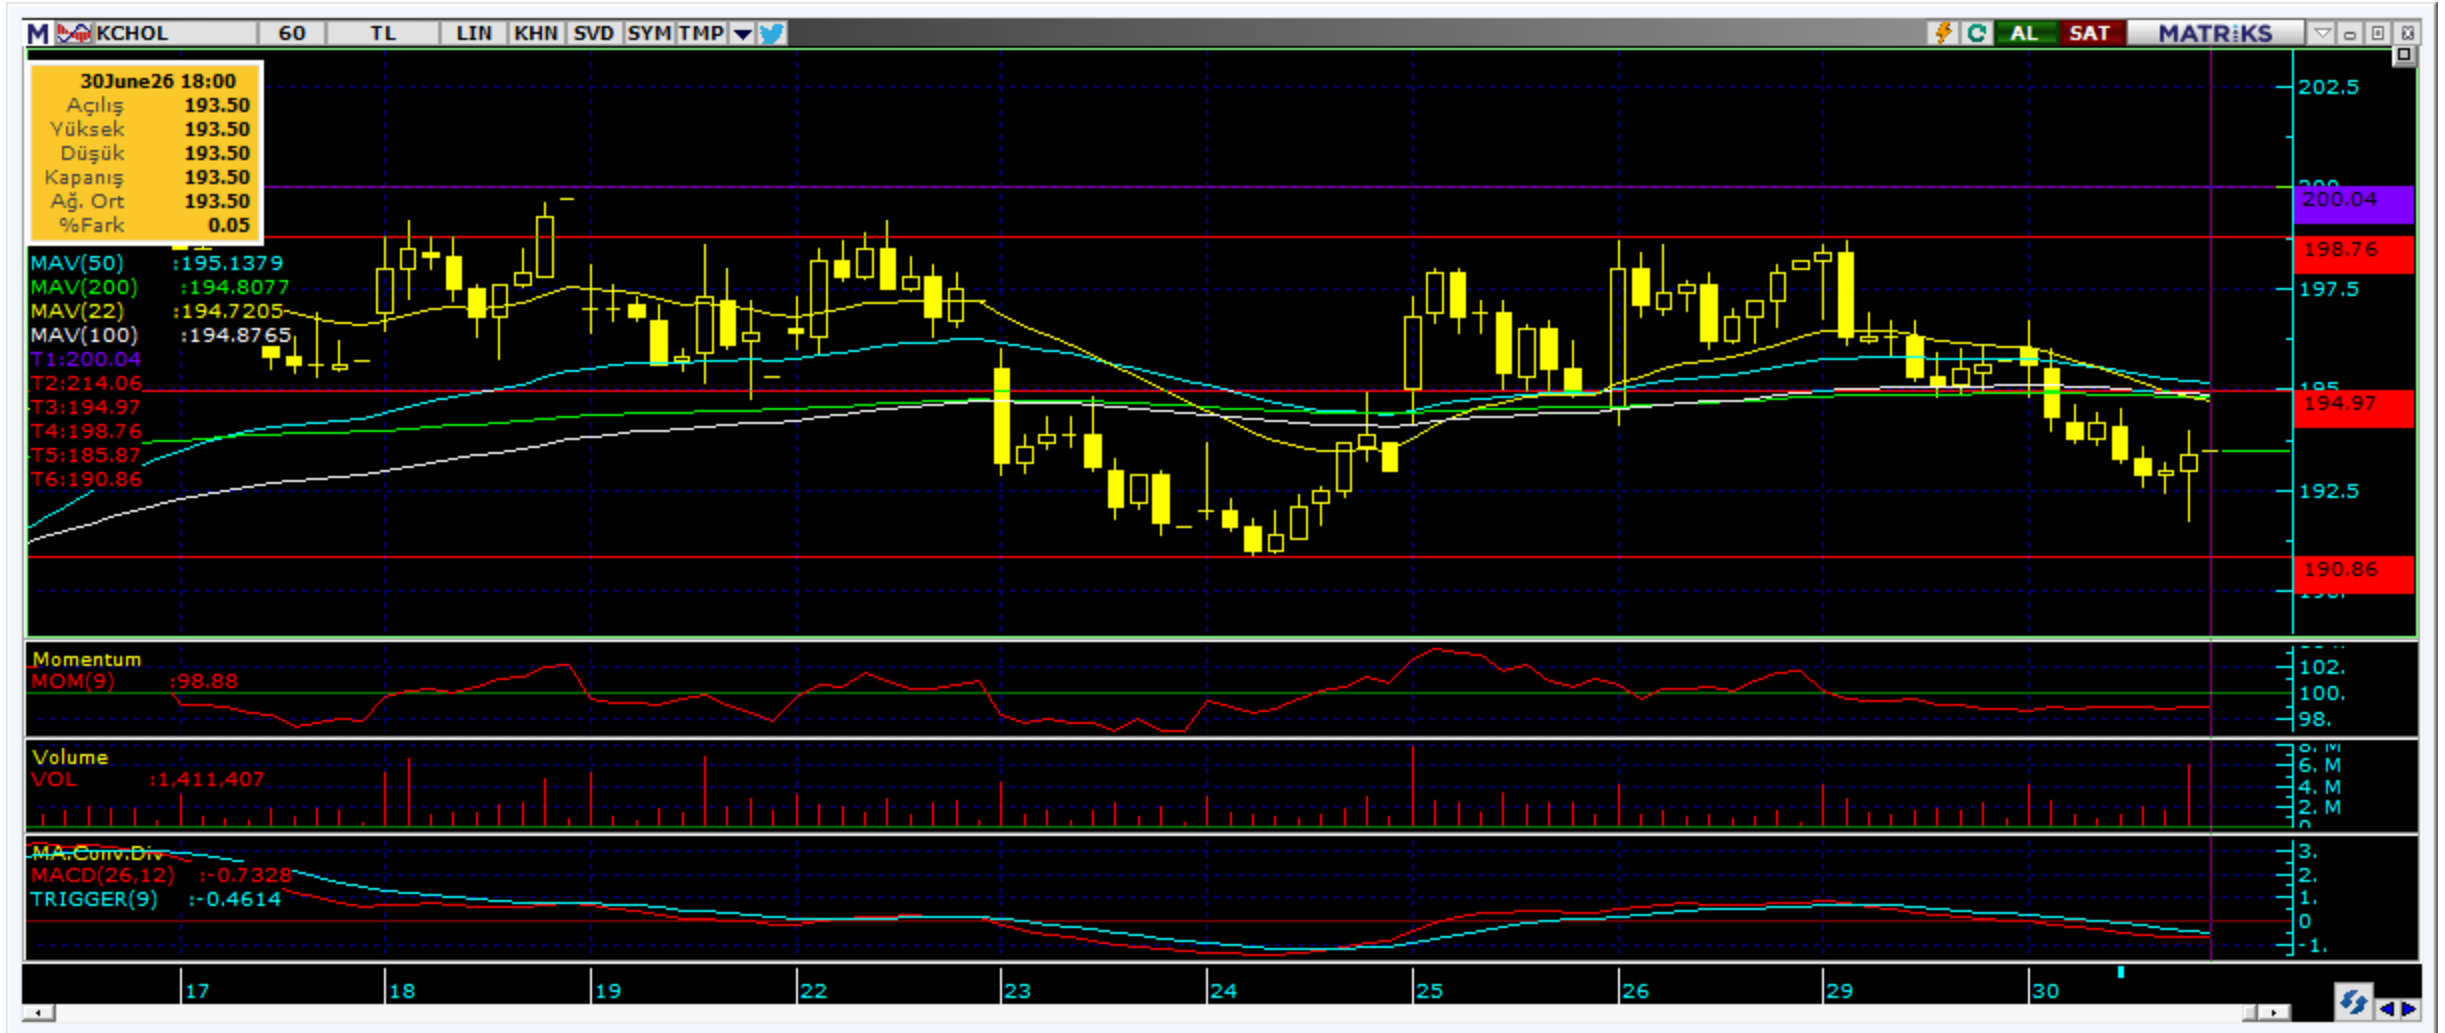 M KCHOL 60 TL LIN KHN SVD SYM TMP AL SAT MATRiKS
30June26 18:00
Açılış 193.50
Yüksek 193.50
Düşük 193.50
Kapanış 193.50
Ağ. Ort 193.50
%Fark 0.05
MAV(50) :195.1379
MAV(200) :194.8077
MAV(22) :194.7205
MAV(100) :194.8765
T1:200.04
T2:214.06
T3:194.97
T4:198.76
T5:185.87
T6:190.86
202.5
200.04
198.76
197.5
195
194.97
192.5
190.86
Momentum
MOM(9) :98.88
102.
100.
98.
Volume
VOL :1,411,407
8. M
6. M
4. M
2. M
0
MA.Conv.Div
MACD(26,12) :-0.7328
TRIGGER(9) :-0.4614
3.
2.
1.
0
-1.
17 18 19 22 23 24 25 26 29 30